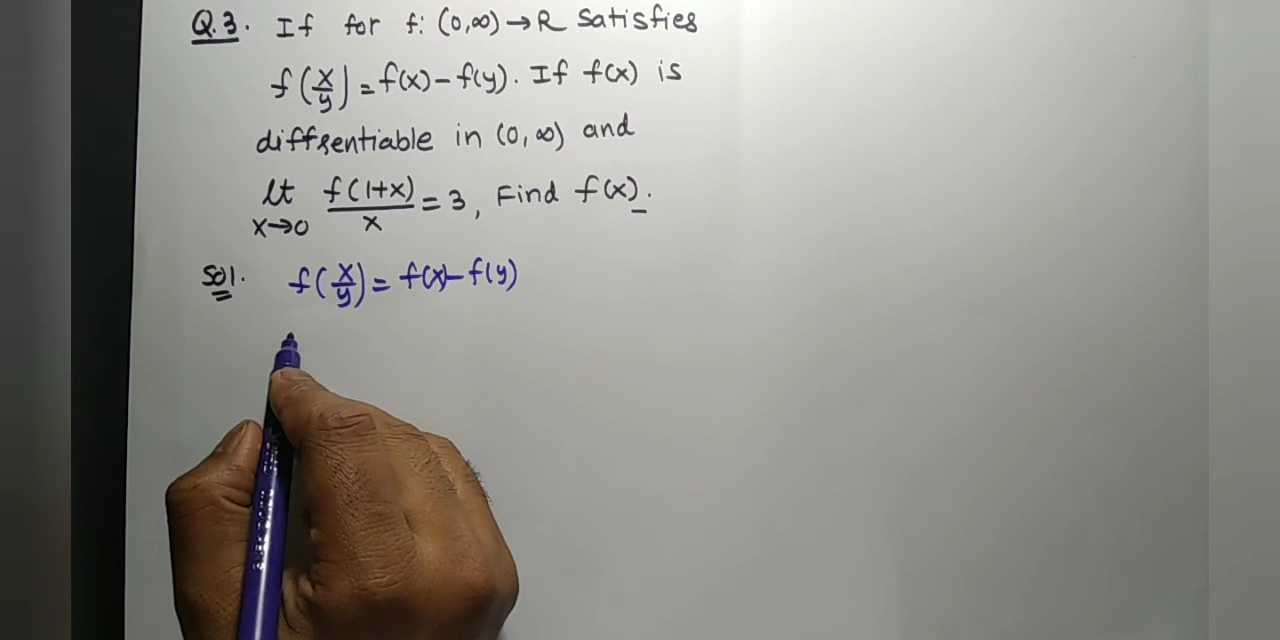 Q.3. If for f: (0,∞) → R Satisfies
f(x/y) = f(x) - f(y). If f(x) is
diffrentiable in (0,∞) and
lt x→0 f(1+x)/x = 3, Find f(x).
Sol. f(x/y) = f(x) - f(y)